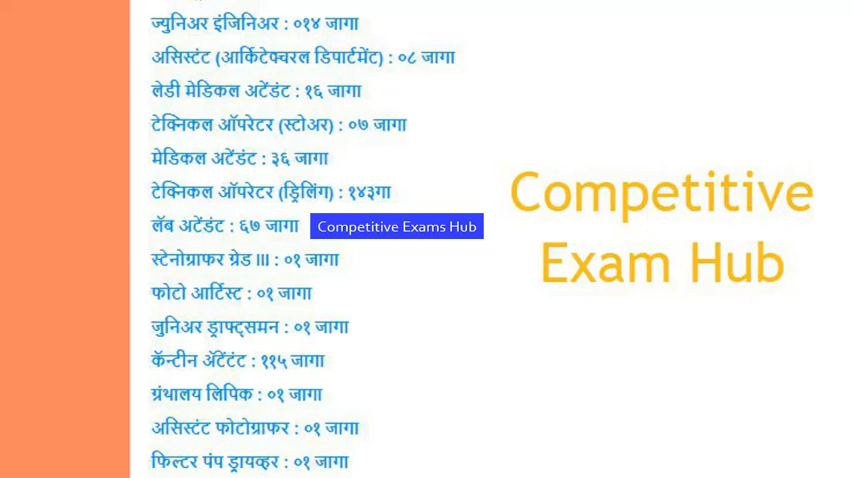 ज्युनिअर इंजिनिअर : ०१४ जागा
असिस्टंट (आर्किटेक्चरल डिपार्टमेंट) : ०८ जागा
लेडी मेडिकल अटेंडंट : १६ जागा
टेक्निकल ऑपरेटर (स्टोअर) : ०७ जागा
मेडिकल अटेंडंट : ३६ जागा
टेक्निकल ऑपरेटर (ड्रिलिंग) : १४३गा
लॅब अटेंडंट : ६७ जागा
Competitive Exams Hub
स्टेनोग्राफर ग्रेड III : ०१ जागा
फोटो आर्टिस्ट : ०१ जागा
जुनिअर ड्राफ्ट्समन : ०१ जागा
कॅन्टीन अ‍ॅटेंटंट : ११५ जागा
ग्रंथालय लिपिक : ०१ जागा
असिस्टंट फोटोग्राफर : ०१ जागा
फिल्टर पंप ड्रायव्हर : ०१ जागा
Competitive
Exam Hub